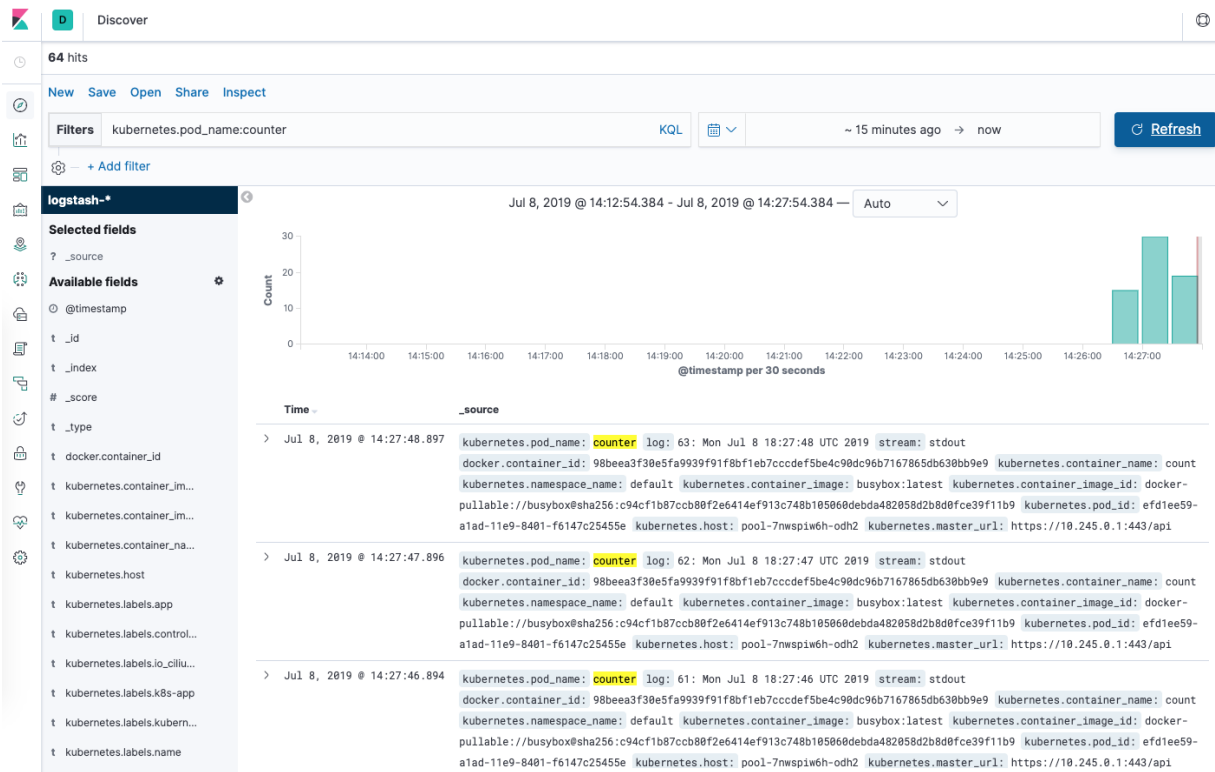 D Discover
64 hits
New Save Open Share Inspect
Filters kubernetes.pod_name:counter KQL ~ 15 minutes ago → now Refresh
+ Add filter
logstash-*
Selected fields
? _source
Available fields
@timestamp
t _id
t _index
# _score
t _type
t docker.container_id
t kubernetes.container_im...
t kubernetes.container_im...
t kubernetes.container_na...
t kubernetes.host
t kubernetes.labels.app
t kubernetes.labels.control...
t kubernetes.labels.io_ciliu...
t kubernetes.labels.k8s-app
t kubernetes.labels.kubern...
t kubernetes.labels.name
Jul 8, 2019 @ 14:12:54.384 - Jul 8, 2019 @ 14:27:54.384 — Auto
Count
30
20
10
0
14:14:00 14:15:00 14:16:00 14:17:00 14:18:00 14:19:00 14:20:00 14:21:00 14:22:00 14:23:00 14:24:00 14:25:00 14:26:00 14:27:00
@timestamp per 30 seconds
Time _source
Jul 8, 2019 @ 14:27:48.897 kubernetes.pod_name: counter log: 63: Mon Jul 8 18:27:48 UTC 2019 stream: stdout
docker.container_id: 98beea3f30e5fa9939f91f8bf1eb7cccdef5be4c90dc96b7167865db630bb9e9 kubernetes.container_name: count
kubernetes.namespace_name: default kubernetes.container_image: busybox:latest kubernetes.container_image_id: docker-
pullable://busybox@sha256:c94cf1b87ccb80f2e6414ef913c748b105060debda482058d2b8d0fce39f11b9 kubernetes.pod_id: efd1ee59-
a1ad-11e9-8401-f6147c25455e kubernetes.host: pool-7nwspiw6h-odh2 kubernetes.master_url: https://10.245.0.1:443/api
Jul 8, 2019 @ 14:27:47.896 kubernetes.pod_name: counter log: 62: Mon Jul 8 18:27:47 UTC 2019 stream: stdout
docker.container_id: 98beea3f30e5fa9939f91f8bf1eb7cccdef5be4c90dc96b7167865db630bb9e9 kubernetes.container_name: count
kubernetes.namespace_name: default kubernetes.container_image: busybox:latest kubernetes.container_image_id: docker-
pullable://busybox@sha256:c94cf1b87ccb80f2e6414ef913c748b105060debda482058d2b8d0fce39f11b9 kubernetes.pod_id: efd1ee59-
a1ad-11e9-8401-f6147c25455e kubernetes.host: pool-7nwspiw6h-odh2 kubernetes.master_url: https://10.245.0.1:443/api
Jul 8, 2019 @ 14:27:46.894 kubernetes.pod_name: counter log: 61: Mon Jul 8 18:27:46 UTC 2019 stream: stdout
docker.container_id: 98beea3f30e5fa9939f91f8bf1eb7cccdef5be4c90dc96b7167865db630bb9e9 kubernetes.container_name: count
kubernetes.namespace_name: default kubernetes.container_image: busybox:latest kubernetes.container_image_id: docker-
pullable://busybox@sha256:c94cf1b87ccb80f2e6414ef913c748b105060debda482058d2b8d0fce39f11b9 kubernetes.pod_id: efd1ee59-
a1ad-11e9-8401-f6147c25455e kubernetes.host: pool-7nwspiw6h-odh2 kubernetes.master_url: https://10.245.0.1:443/api